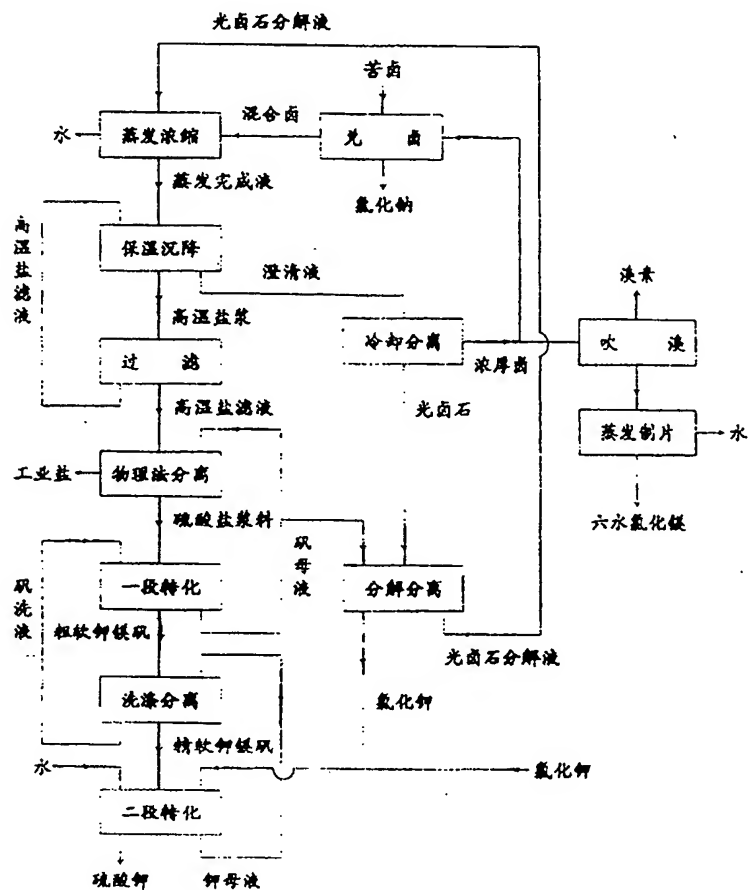 光卤石分解液
苦卤
水
蒸发浓缩
混合卤
兑 卤
蒸发完成液
氯化钠
高温盐滤液
保温沉降
澄清液
溴素
高温盐浆
冷却分离
浓厚卤
吹 溴
过 滤
光卤石
高温盐滤液
蒸发制片
水
工业盐
物理法分离
六水氯化镁
硫酸盐浆料
矾母液
矾洗液
一段转化
分解分离
粗软钾镁矾
光卤石分解液
洗涤分离
氯化钾
精软钾镁矾
水
氯化钾
二段转化
硫酸钾
钾母液